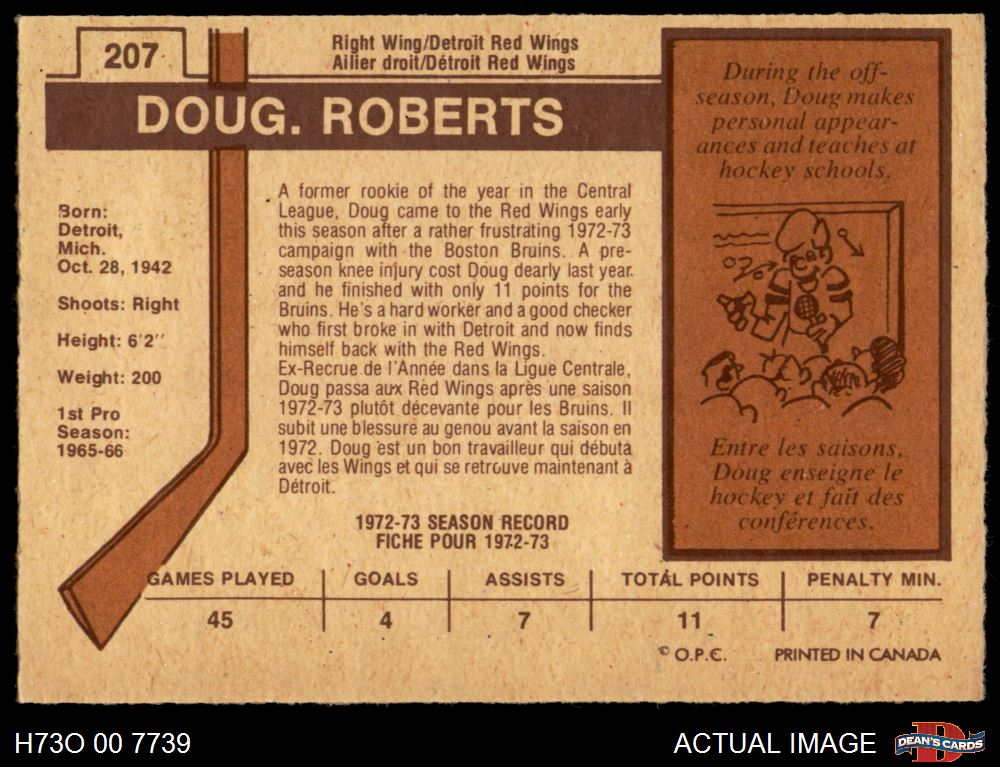 207
Right Wing/Detroit Red Wings
Ailier droit/Détroit Red Wings
DOUG. ROBERTS
Born:
Detroit,
Mich.
Oct. 28, 1942
Shoots: Right
Height: 6'2''
Weight: 200
1st Pro
Season:
1965-66
A former rookie of the year in the Central
League, Doug came to the Red Wings early
this season after a rather frustrating 1972-73
campaign with the Boston Bruins. A pre-
season knee injury cost Doug dearly last year.
and he finished with only 11 points for the
Bruins. He's a hard worker and a good checker
who first broke in with Detroit and now finds
himself back with the Red Wings.
Ex-Recrue de l'Année dans la Ligue Centrale,
Doug passa aux Red Wings après une saison
1972-73 plutôt décevante pour les Bruins. Il
subit une blessure au genou avant la saison en
1972. Doug est un bon travailleur qui débuta
avec les Wings et qui se retrouve maintenant à
Détroit.
During the off-
season, Doug makes
personal appear-
ances and teaches at
hockey schools.
Entre les saisons,
Doug enseigne le
hockey et fait des
conférences.
1972-73 SEASON RECORD
FICHE POUR 1972-73
GAMES PLAYED GOALS ASSISTS TOTAL POINTS PENALTY MIN.
45 4 7 11 7
© O.P.C. PRINTED IN CANADA
H73O 00 7739
ACTUAL IMAGE
D
DEAN'S CARDS